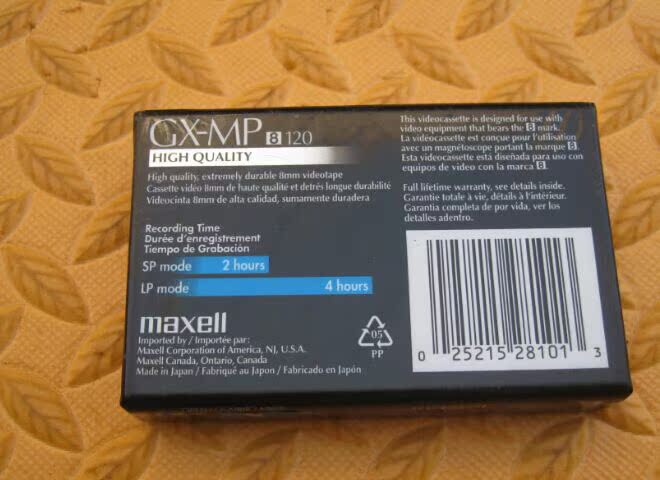 GX-MP 8 120
HIGH QUALITY
High quality, extremely durable 8mm videotape
Cassette vidéo 8mm de haute qualité et detrés longue durabilité
Videocinta 8mm de alta calidad, sumamente duradera
Recording Time
Durée d'enregistrement
Tiempo de Grabación
SP mode 2 hours
LP mode 4 hours
maxell
Imported by / Importée par:
Maxell Corporation of America, NJ, U.S.A.
Maxell Canada, Ontario, Canada
Made in Japan / Fabriqué au Japon / Fabricado en Japón
05
PP
This videocassette is designed for use with
video equipment that bears the 8 mark.
La vidéocassette est conçue pour l'utilisation
avec un magnétoscope portant la marque 8.
Esta videocassette está diseñada para uso con
equipos de video con la marca 8.
Full lifetime warranty, see details inside.
Garantie totale à vie, détails à l'intérieur.
Garantia completa de por vida, ver los
detalles adentro.
0 25215 28101 3